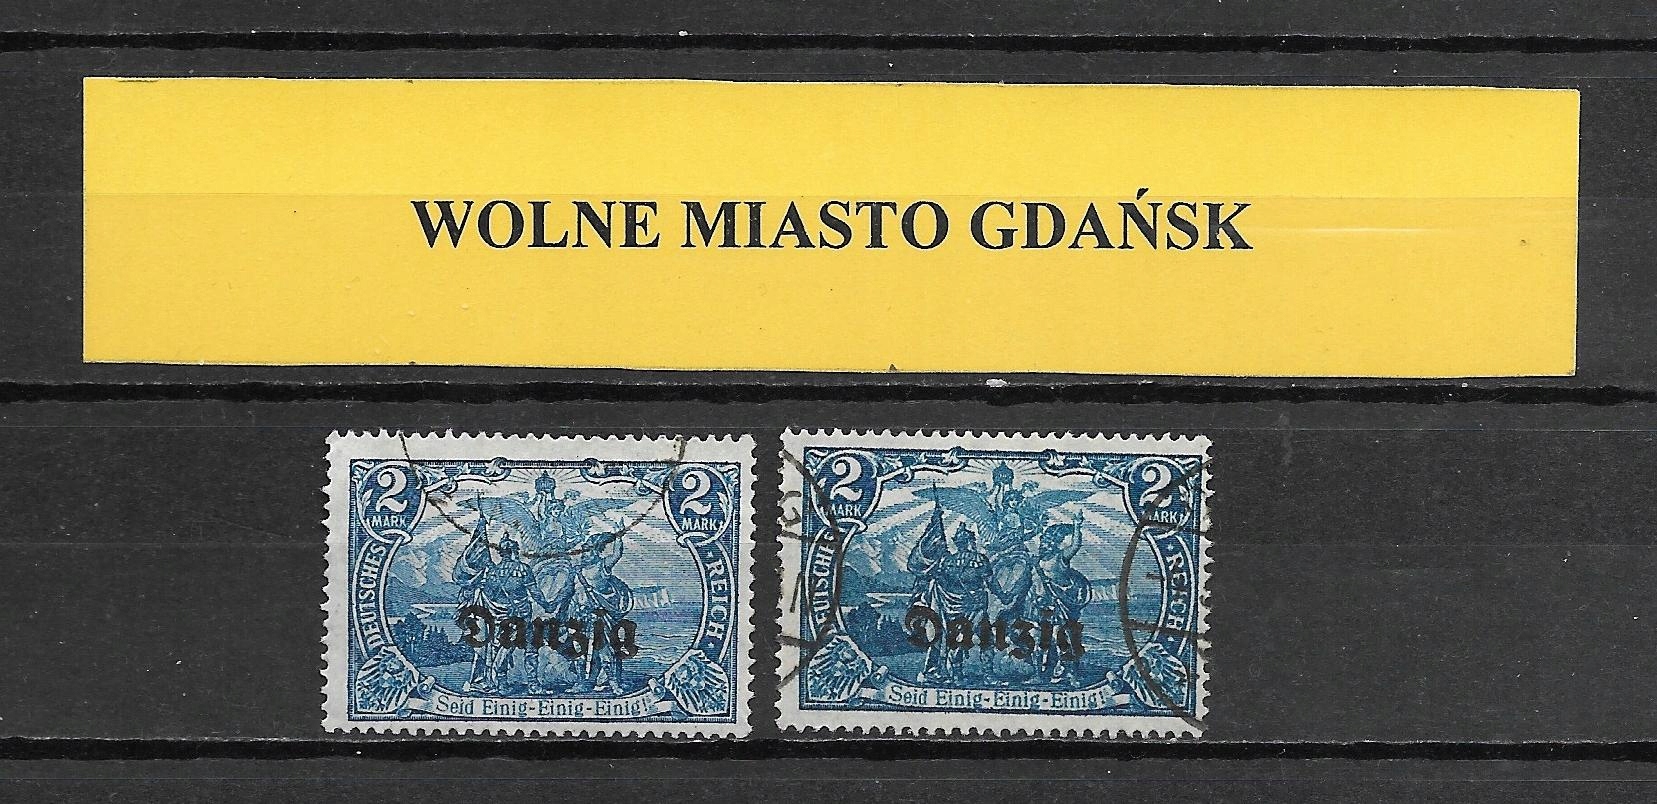 WOLNE MIASTO GDAŃSK
2 2
MARK MARK
DEUTSCHES REICH
Danzig
Seid Einig-Einig-Einig!
2 2
MARK MARK
DEUTSCHES REICH
Danzig
Seid Einig-Einig-Einig!